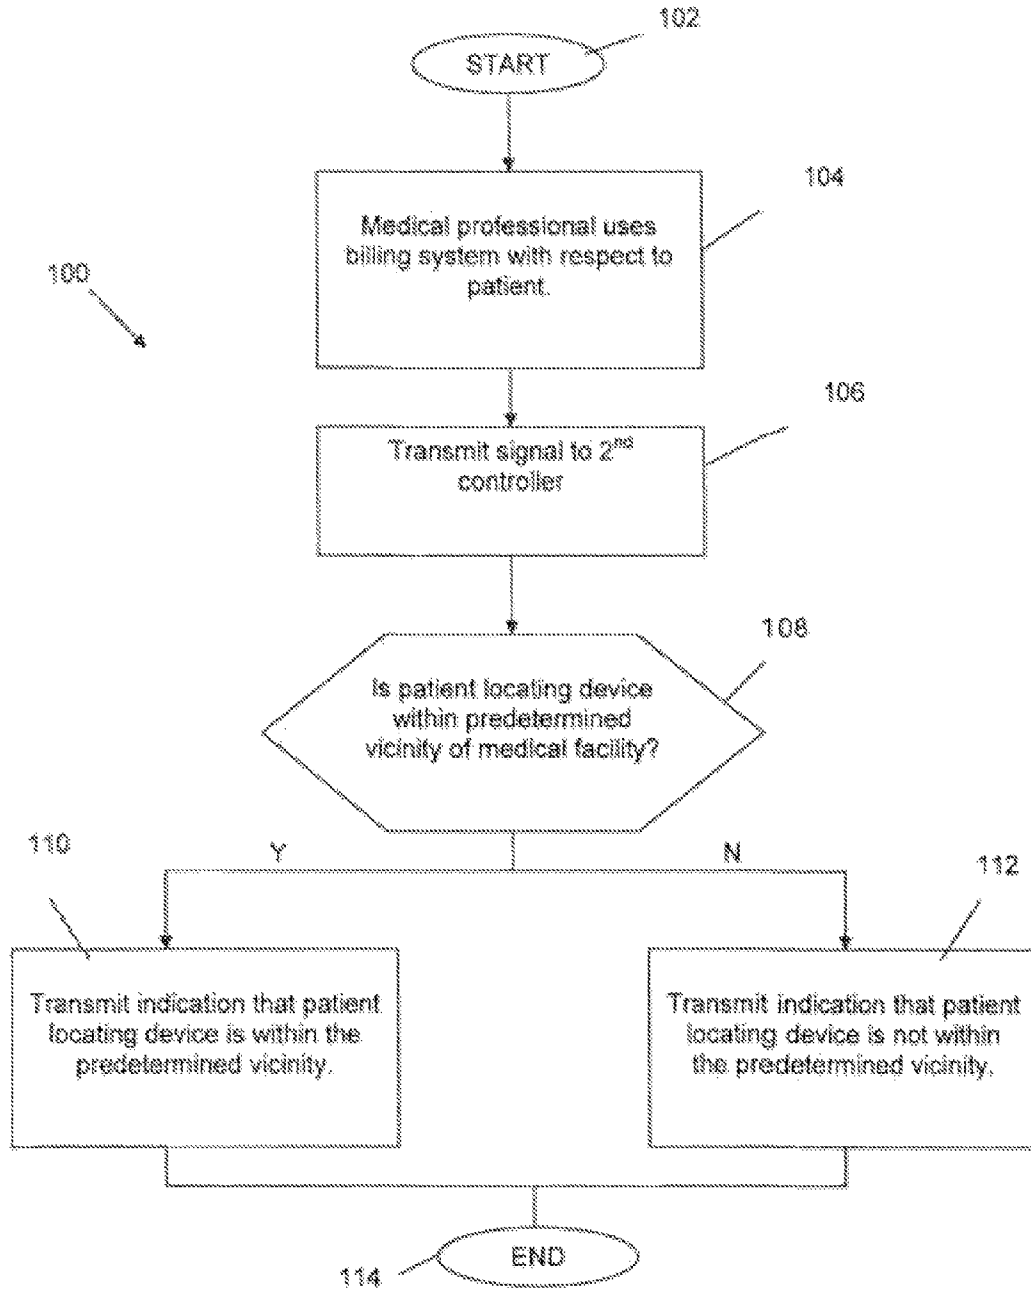 102
START
104
Medical professional uses
billing system with respect to
patient.
100
106
Transmit signal to 2nd
controller
108
Is patient locating device
within predetermined
vicinity of medical facility?
110
Y
N
112
Transmit indication that patient
locating device is within the
predetermined vicinity.
Transmit indication that patient
locating device is not within
the predetermined vicinity.
END
114